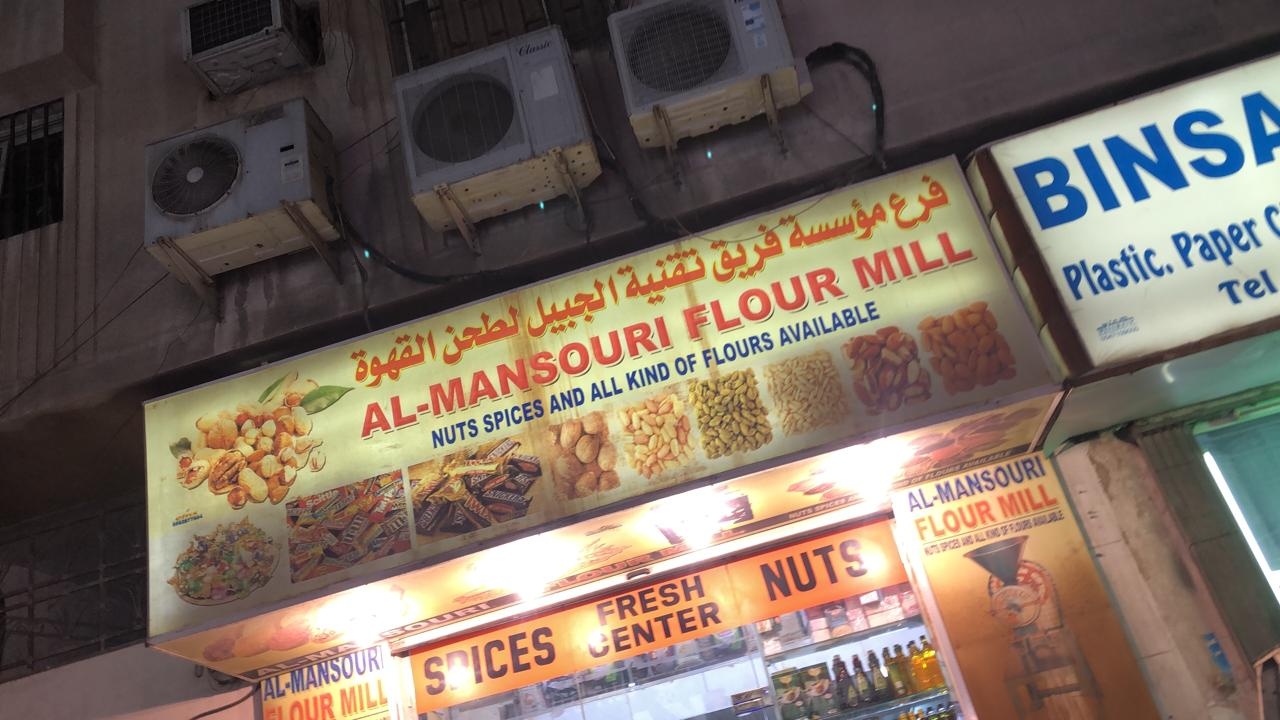 Classic
فرع مؤسسة فريق تقنية الجبيل لطحن القهوة
AL-MANSOURI FLOUR MILL
NUTS SPICES AND ALL KIND OF FLOURS AVAILABLE
BINSA
Plastic. Paper C
Tel
SPICES FRESH CENTER NUTS
AL-MANSOURI
FLOUR MILL
NUTS SPICES AND ALL KIND OF FLOURS AVAILABLE
AL-MANSOURI
FLOUR MILL